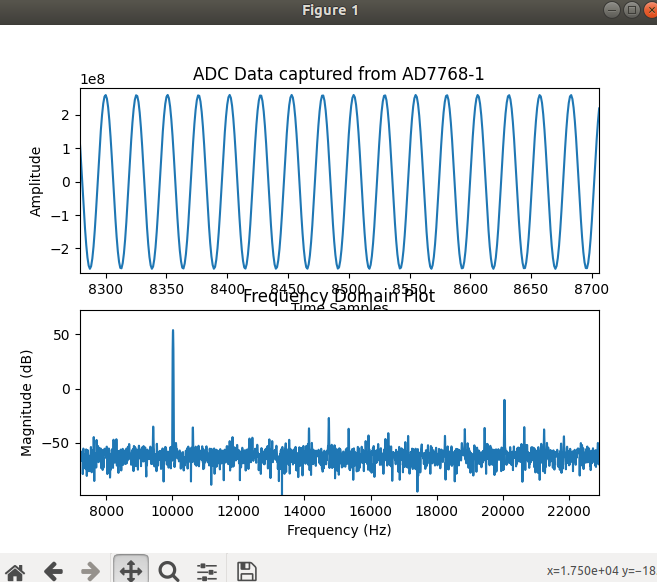 Figure 1
ADC Data captured from AD7768-1
1e8
2
1
0
−1
−2
Amplitude
8300 8350 8400 8450 8500 8550 8600 8650 8700
Time Samples
Frequency Domain Plot
50
0
−50
Magnitude (dB)
8000 10000 12000 14000 16000 18000 20000 22000
Frequency (Hz)
x=1.750e+04 y=−18